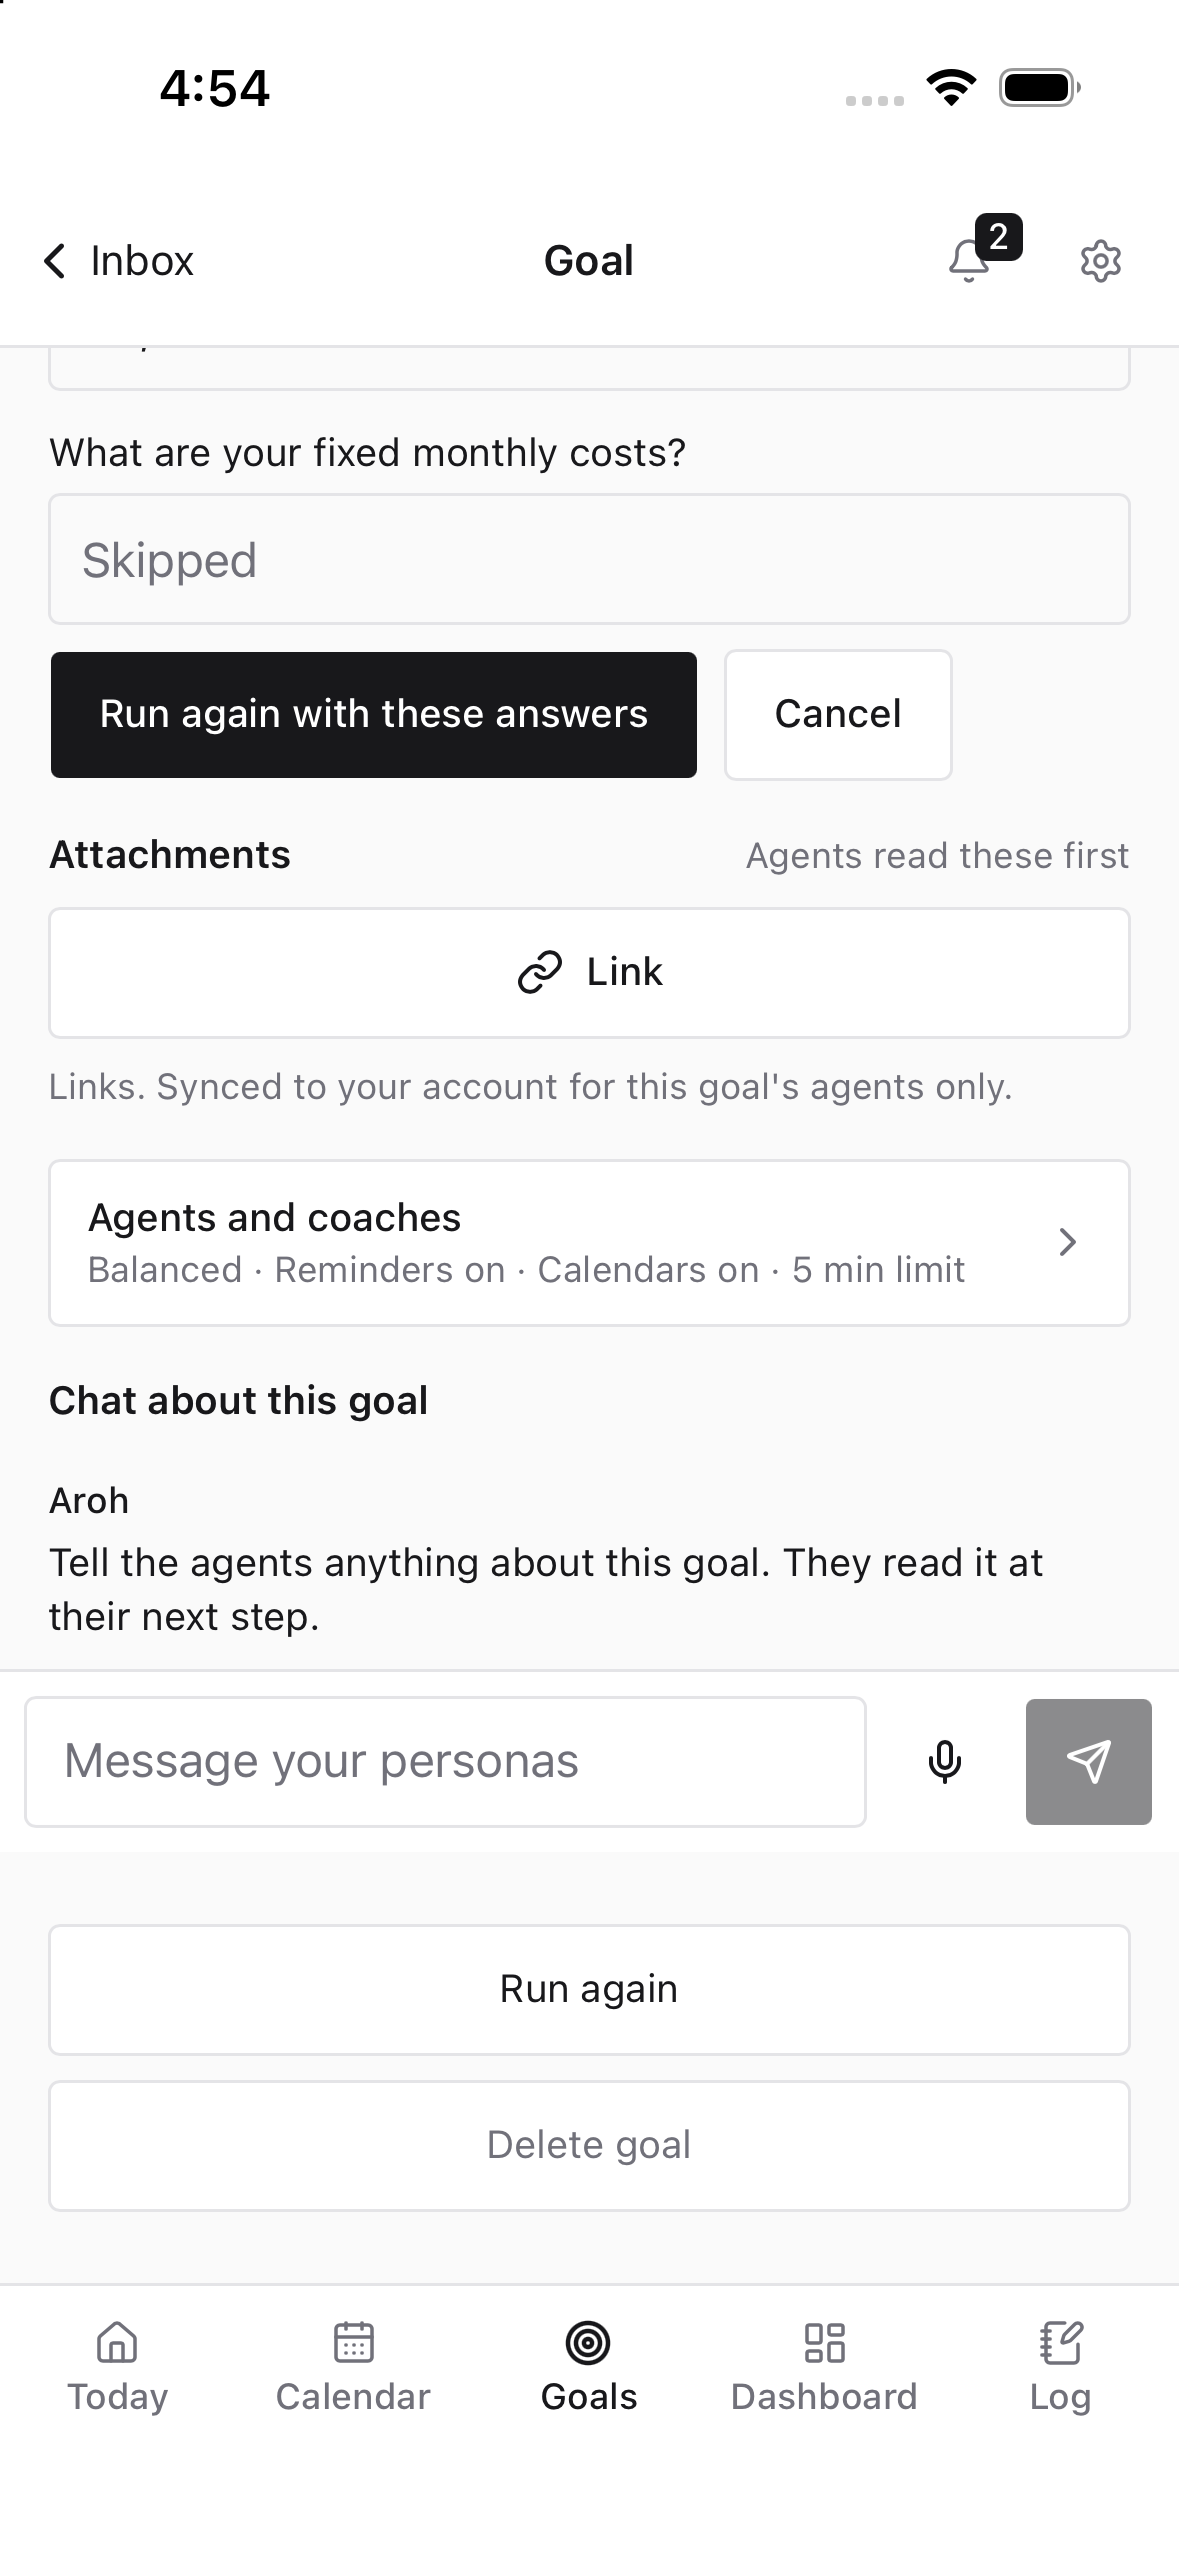 4:54
Inbox
Goal
2
What are your fixed monthly costs?
Skipped
Run again with these answers
Cancel
Attachments
Agents read these first
Link
Links. Synced to your account for this goal's agents only.
Agents and coaches
Balanced · Reminders on · Calendars on · 5 min limit
Chat about this goal
Aroh
Tell the agents anything about this goal. They read it at
their next step.
Message your personas
Run again
Delete goal
Today
Calendar
Goals
Dashboard
Log